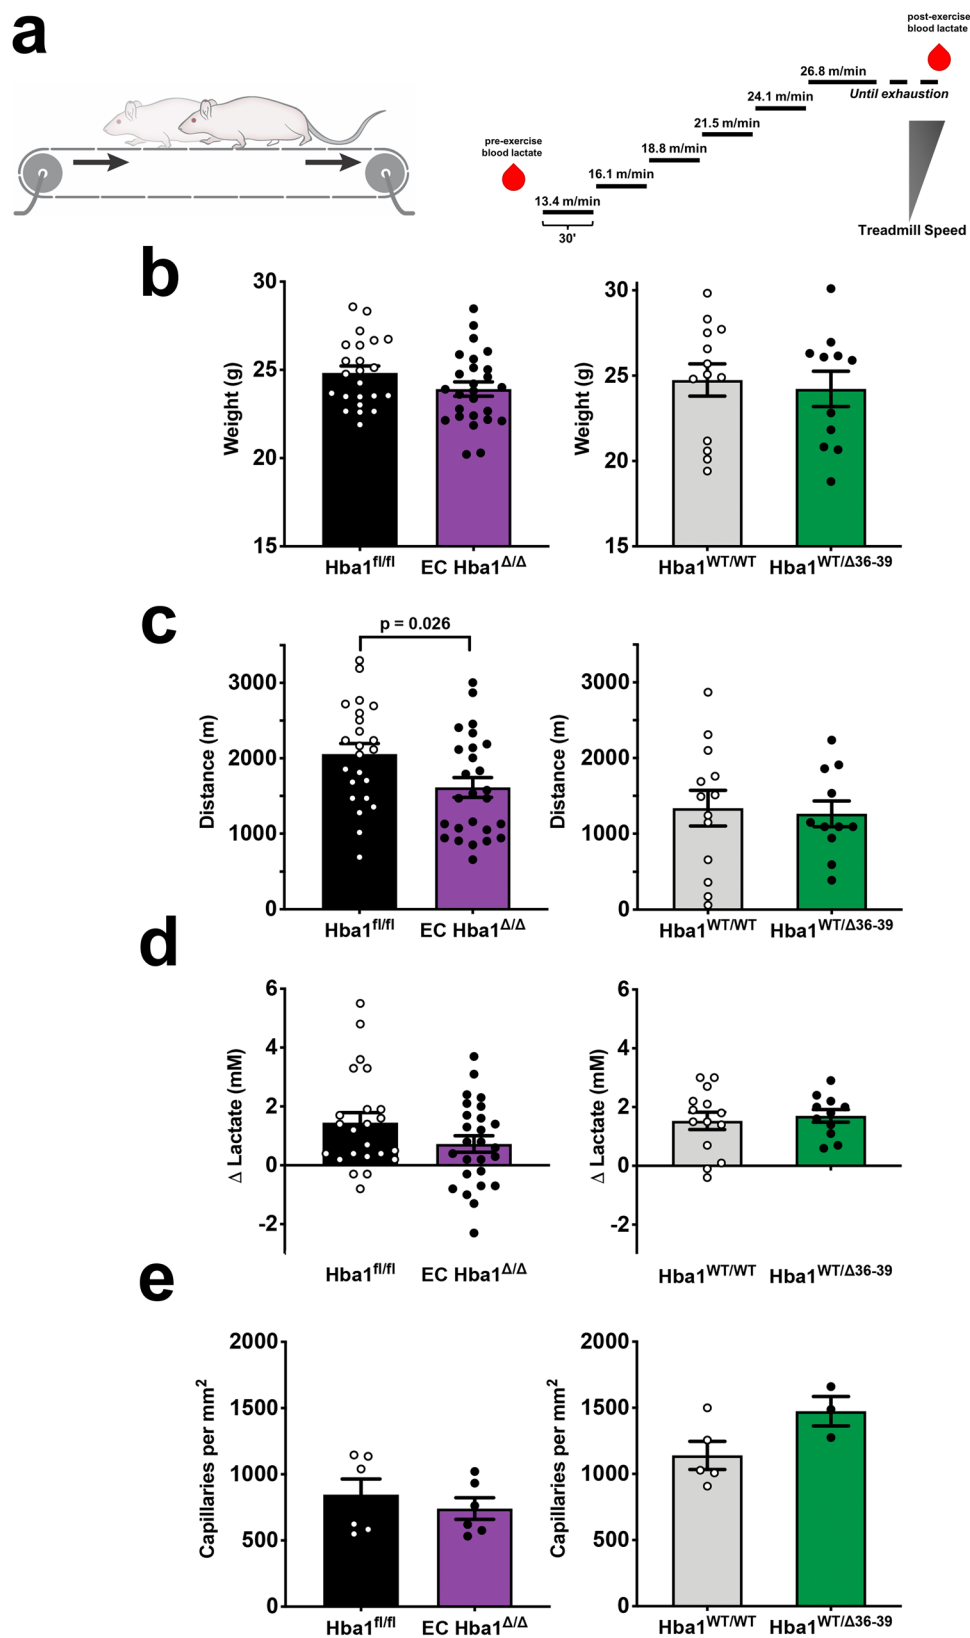 a
post-exercise
blood lactate
26.8 m/min
Until exhaustion
24.1 m/min
21.5 m/min
18.8 m/min
pre-exercise
blood lactate
16.1 m/min
13.4 m/min
30'
Treadmill Speed
b
Weight (g)
30
25
20
15
Hba1fl/fl
EC Hba1Δ/Δ
Weight (g)
30
25
20
15
Hba1WT/WT
Hba1WT/Δ36-39
c
p = 0.026
Distance (m)
3000
2000
1000
0
Hba1fl/fl
EC Hba1Δ/Δ
Distance (m)
3000
2000
1000
0
Hba1WT/WT
Hba1WT/Δ36-39
d
Δ Lactate (mM)
6
4
2
0
-2
Hba1fl/fl
EC Hba1Δ/Δ
Δ Lactate (mM)
6
4
2
0
-2
Hba1WT/WT
Hba1WT/Δ36-39
e
Capillaries per mm2
2000
1500
1000
500
0
Hba1fl/fl
EC Hba1Δ/Δ
Capillaries per mm2
2000
1500
1000
500
0
Hba1WT/WT
Hba1WT/Δ36-39